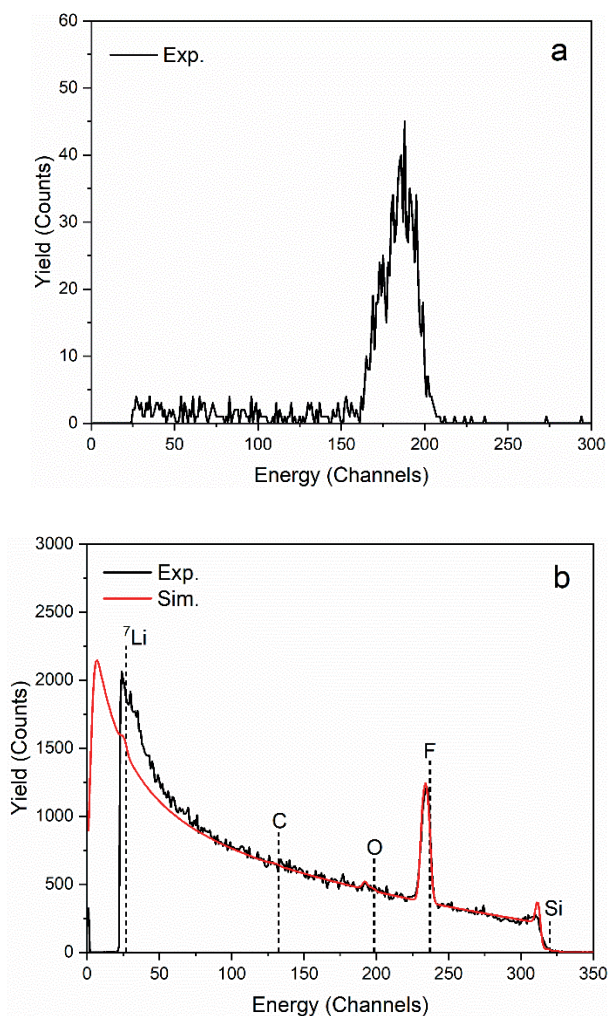 60
50
40
30
20
10
0
Yield (Counts)
Exp.
a
0 50 100 150 200 250 300
Energy (Channels)
3000
2500
2000
1500
1000
500
0
Yield (Counts)
Exp.
Sim.
b
⁷Li
C
O
F
Si
0 50 100 150 200 250 300 350
Energy (Channels)